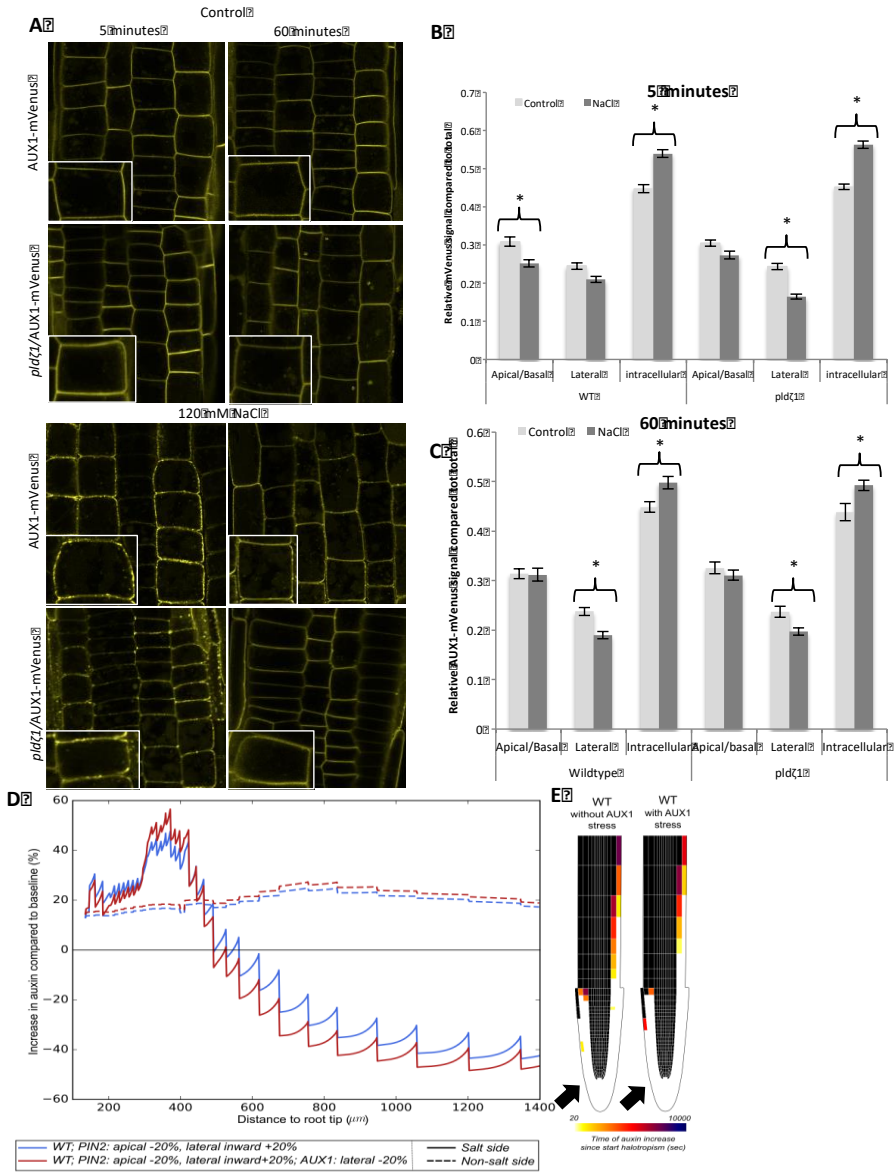 Control
A
5 minutes
60 minutes
AUX1-mVenus
pldζ1/AUX1-mVenus
120 mM NaCl
AUX1-mVenus
pldζ1/AUX1-mVenus
B
5 minutes
Control NaCl
Relative mVenus signal compared to total
0.7
0.6
0.5
0.4
0.3
0.2
0.1
0
* * * *
Apical/Basal Lateral intracellular Apical/Basal Lateral intracellular
WT pldζ1
C
60 minutes
Control NaCl
Relative AUX1-mVenus signal compared tot total
0.6
0.5
0.4
0.3
0.2
0.1
0
* * * *
Apical/Basal Lateral Intracellular Apical/basal Lateral Intracellular
Wildtype pldζ1
D
Increase in auxin compared to baseline (%)
60
40
20
0
−20
−40
−60
200 400 600 800 1000 1200 1400
Distance to root tip (μm)
WT; PIN2: apical -20%, lateral inward +20%
WT; PIN2: apical -20%, lateral inward+20%; AUX1: lateral -20%
Salt side
Non-salt side
E
WT
without AUX1
stress
WT
with AUX1
stress
20 10000
Time of auxin increase
since start halotropism (sec)